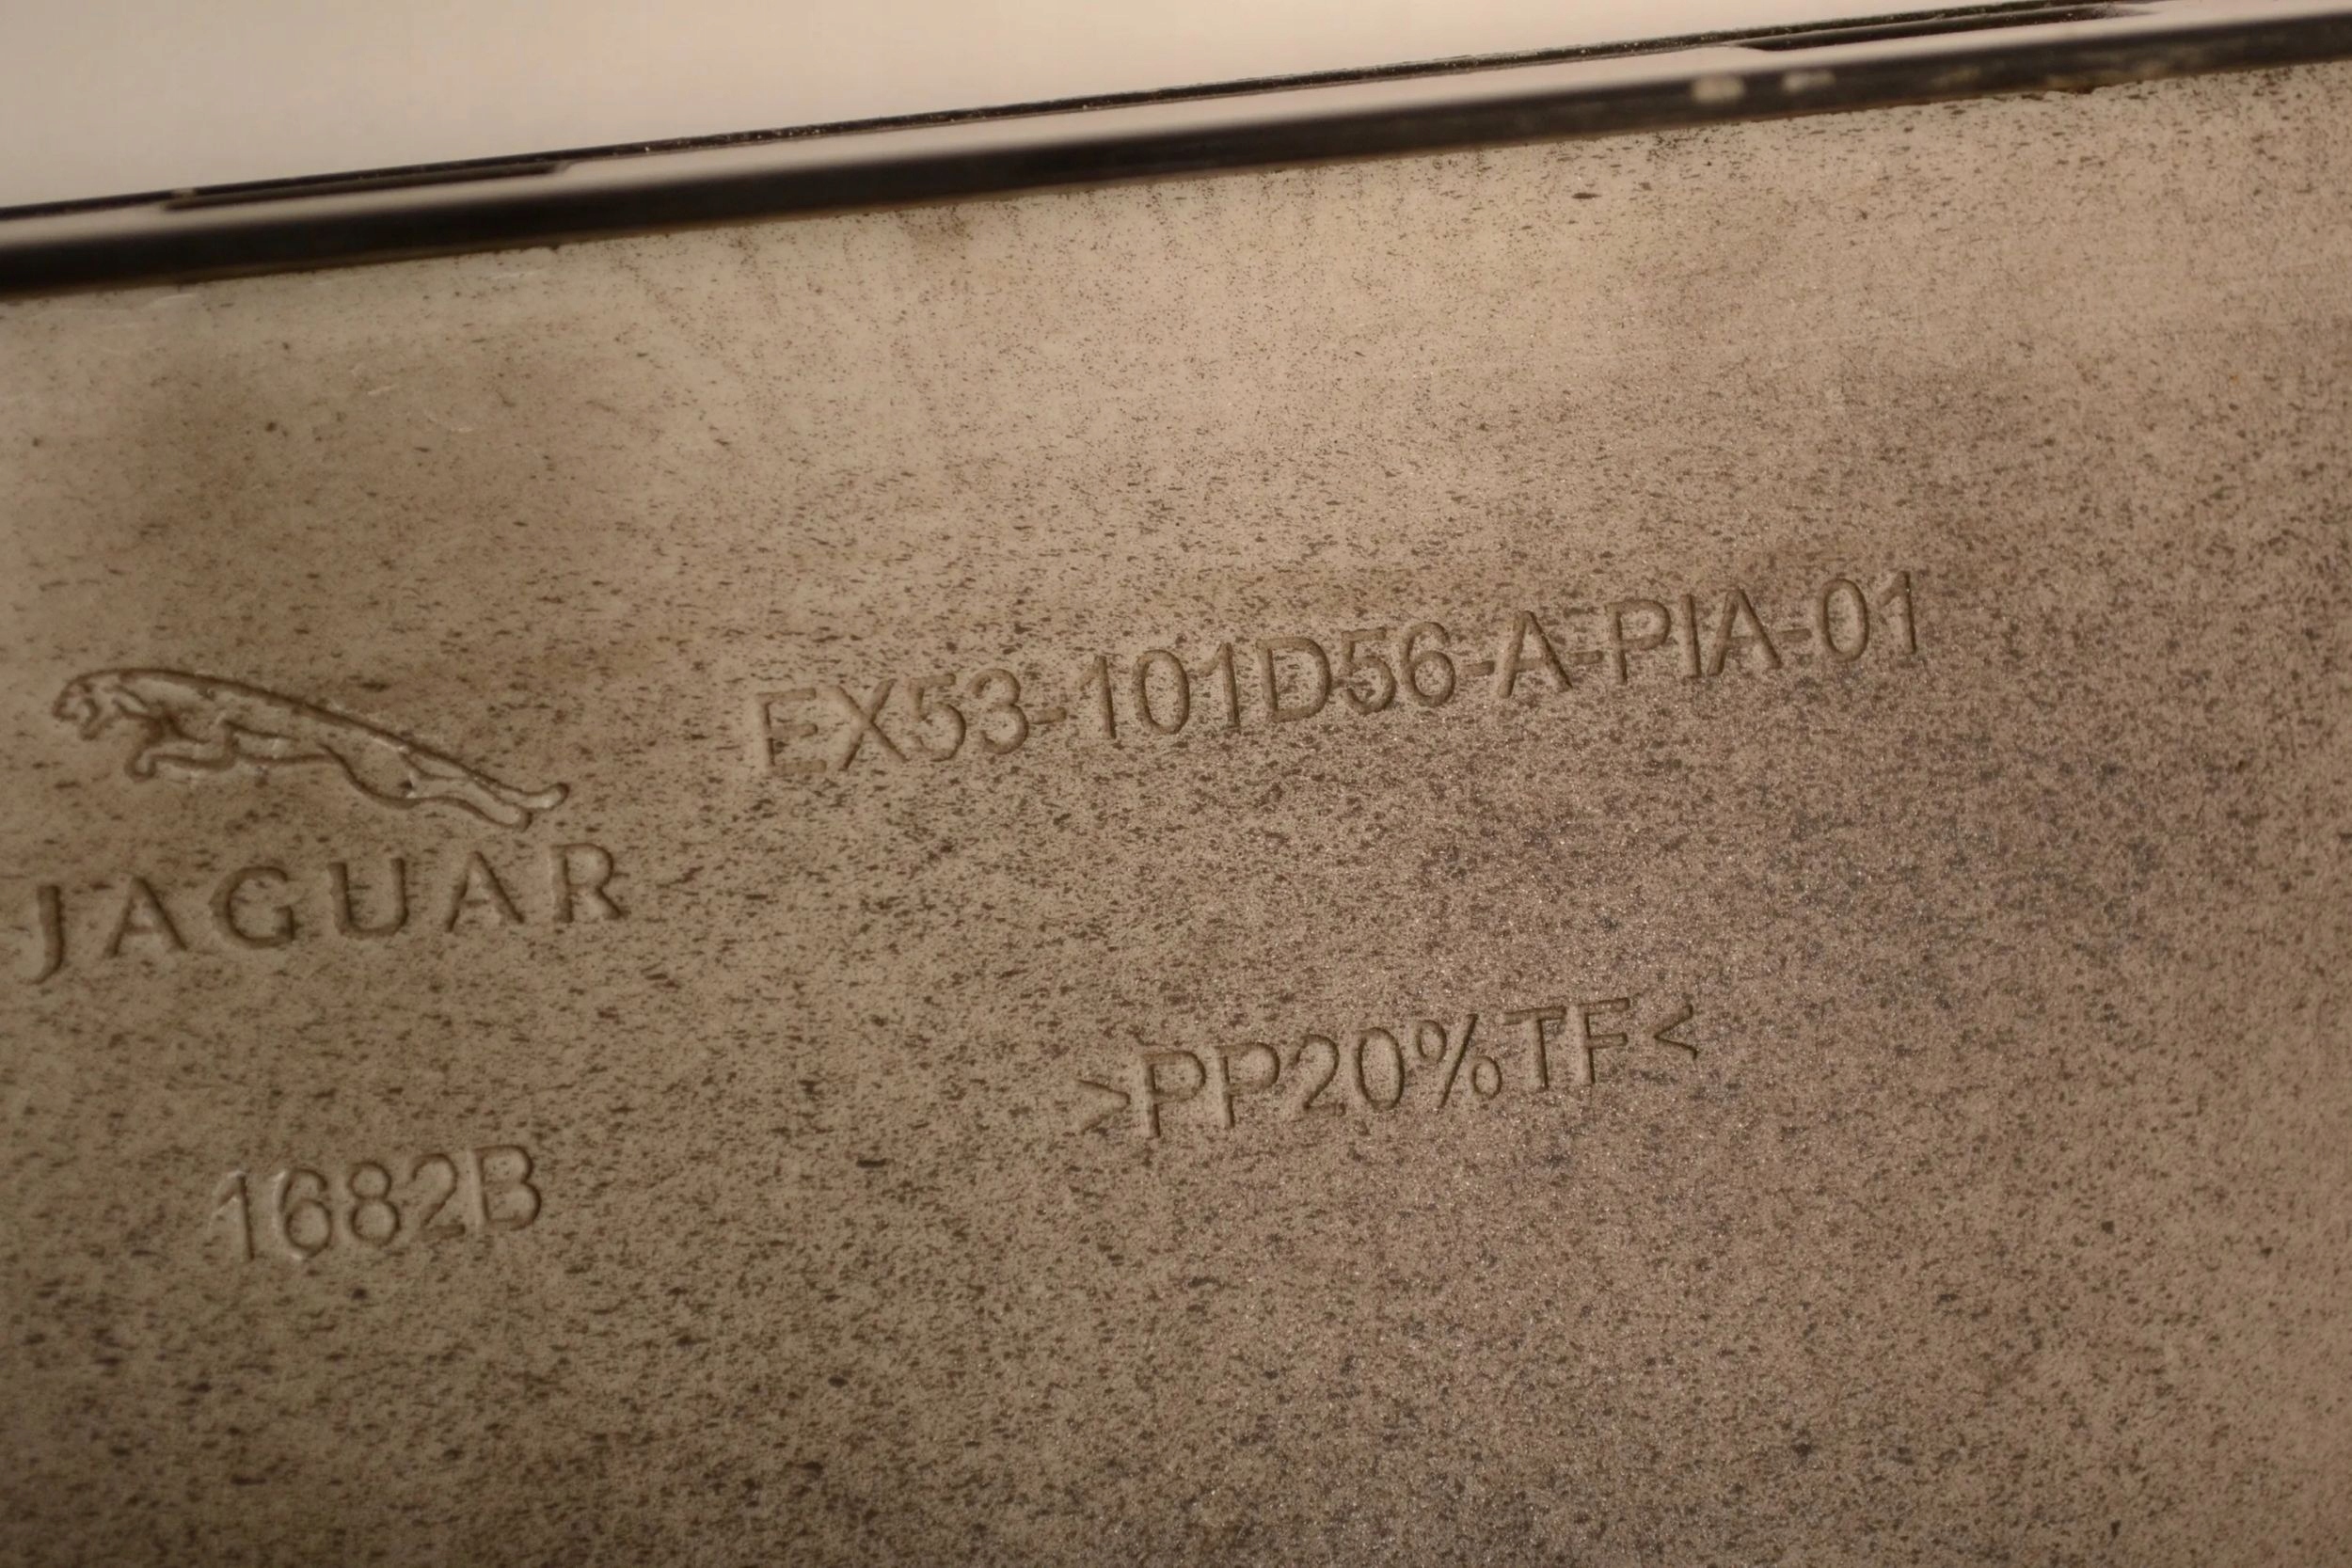 EX53-101D56-A-PIA-01
JAGUAR
>PP20%TF<
1682B